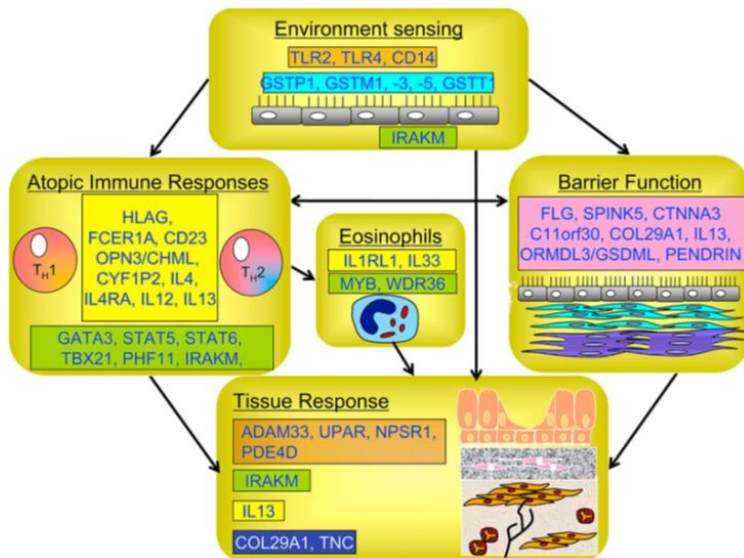 Environment sensing
TLR2, TLR4, CD14
GSTP1, GSTM1, -3, -5, GSTT1
IRAKM
Atopic Immune Responses
HLAG,
FCER1A, CD23
OPN3/CHML,
CYF1P2, IL4,
IL4RA, IL12, IL13
TH1
TH2
GATA3, STAT5, STAT6,
TBX21, PHF11, IRAKM,
Eosinophils
IL1RL1, IL33
MYB, WDR36
Barrier Function
FLG, SPINK5, CTNNA3
C11orf30, COL29A1, IL13,
ORMDL3/GSDML, PENDRIN
Tissue Response
ADAM33, UPAR, NPSR1,
PDE4D
IRAKM
IL13
COL29A1, TNC